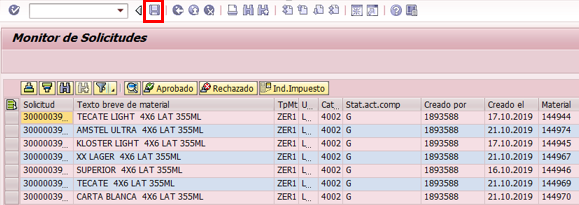 Monitor de Solicitudes
Aprobado Rechazado Ind.Impuesto
Solicitud Texto breve de material TpMt U... Cat... Stat.act.comp Creado por Creado el Material
30000039... TECATE LIGHT 4X6 LAT 355ML ZER1 L... 4002 G 1893588 17.10.2019 144944
30000039... AMSTEL ULTRA 4X6 LAT 355ML ZER1 L... 4002 G 1893588 21.10.2019 144974
30000039... KLOSTER LIGHT 4X6 LAT 355ML ZER1 L... 4002 G 1893588 17.10.2019 144945
30000039... XX LAGER 4X6 LAT 355ML ZER1 L... 4002 G 1893588 21.10.2019 144967
30000039... SUPERIOR 4X6 LAT 355ML ZER1 L... 4002 G 1893588 16.10.2019 144946
30000039... TECATE 4X6 LAT 355ML ZER1 L... 4002 G 1893588 21.10.2019 144969
30000039... CARTA BLANCA 4X6 LAT 355ML ZER1 L... 4002 G 1893588 21.10.2019 144970